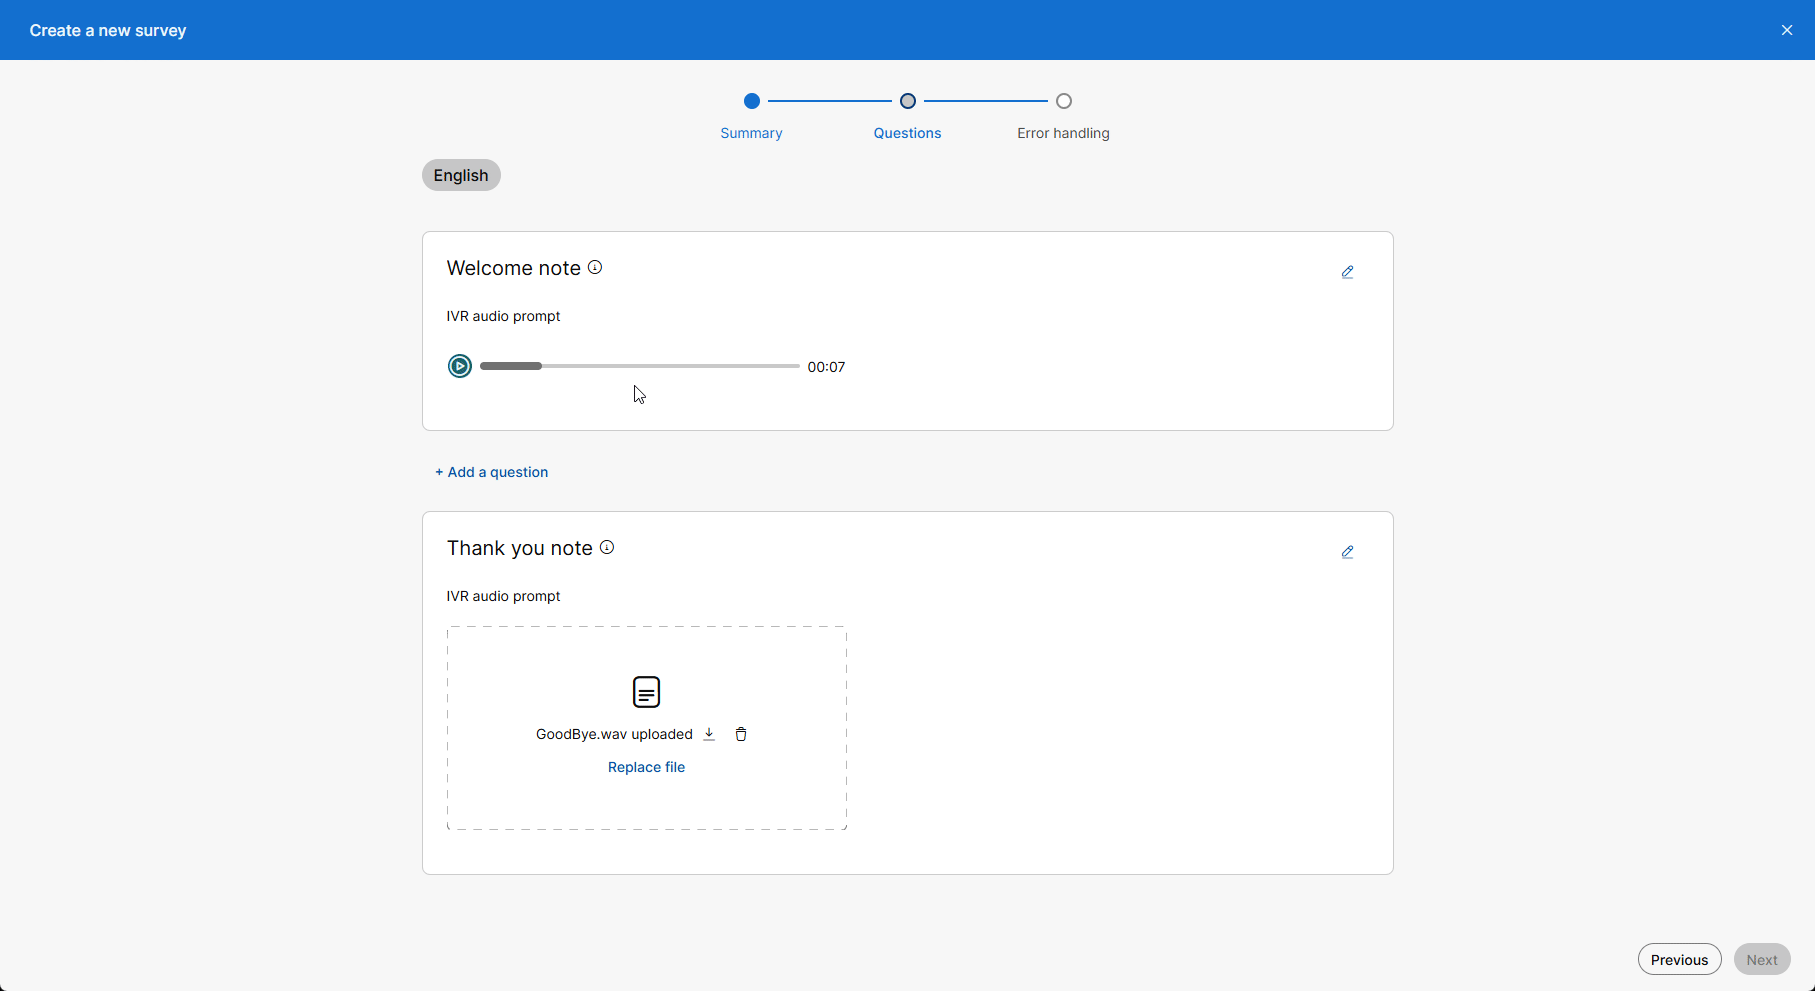 Create a new survey
Summary
Questions
Error handling
English
Welcome note
IVR audio prompt
00:07
+ Add a question
Thank you note
IVR audio prompt
GoodBye.wav uploaded
Replace file
Previous
Next